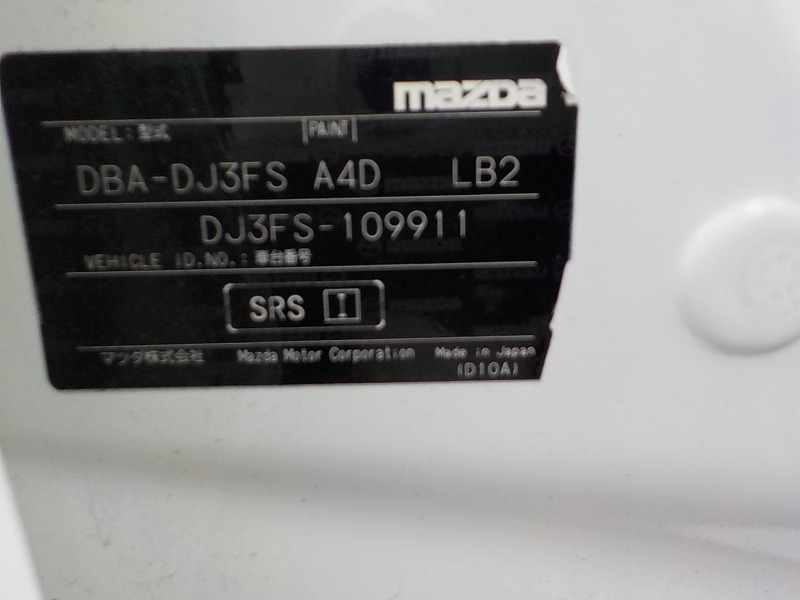 mazda
MODEL:型式 PAINT
DBA-DJ3FS A4D LB2
DJ3FS-109911
VEHICLE ID.NO.:車台番号
SRS I
マツダ株式会社 Mazda Motor Corporation Made in Japan
(D10A)